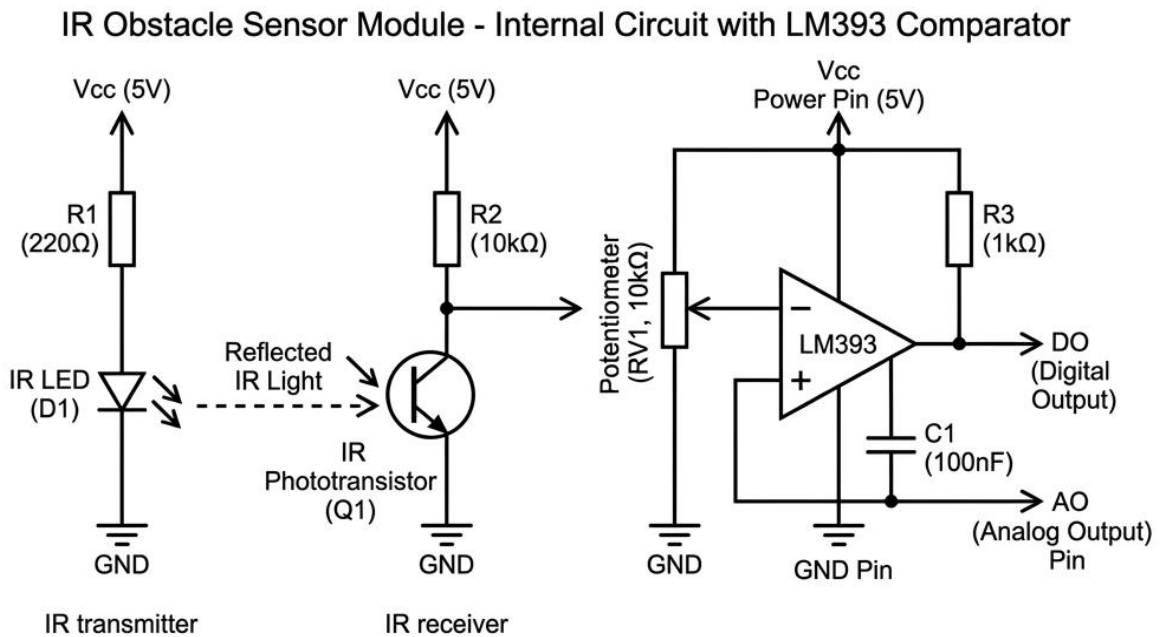 IR Obstacle Sensor Module - Internal Circuit with LM393 Comparator
Vcc (5V)
R1
(220Ω)
IR LED
(D1)
GND
IR transmitter
Reflected
IR Light
Vcc (5V)
R2
(10kΩ)
IR
Phototransistor
(Q1)
GND
IR receiver
Vcc
Power Pin (5V)
Potentiometer
(RV1, 10kΩ)
GND
−
LM393
+
GND Pin
R3
(1kΩ)
DO
(Digital
Output)
C1
(100nF)
AO
(Analog Output)
Pin